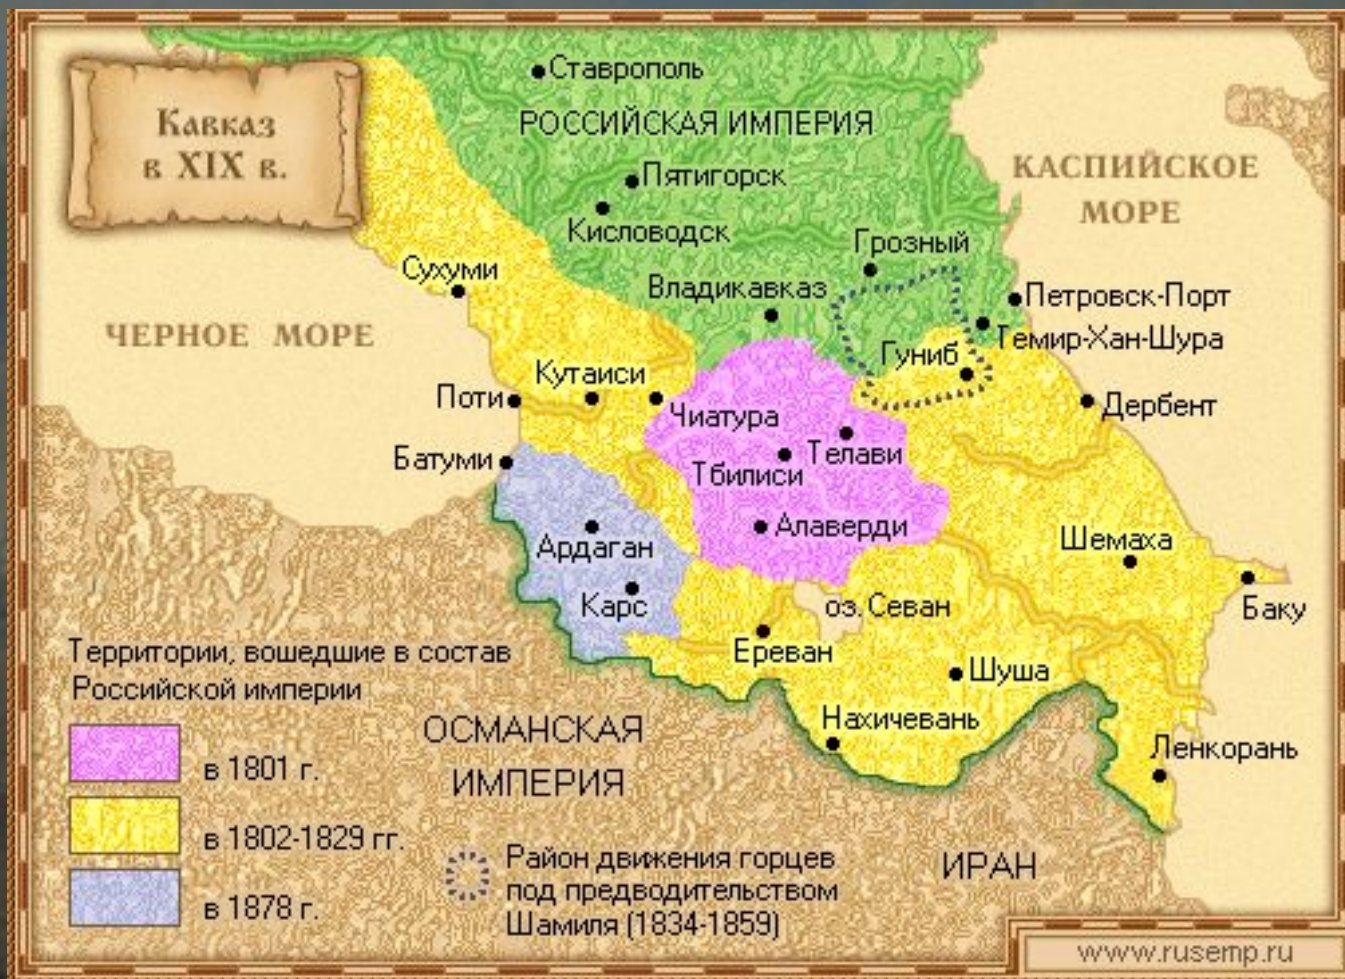 Кавказ
в XIX в.
Ставрополь
РОССИЙСКАЯ ИМПЕРИЯ
Пятигорск
Кисловодск
КАСПИЙСКОЕ
МОРЕ
Грозный
Сухуми
Владикавказ
Петровск-Порт
ЧЕРНОЕ МОРЕ
Темир-Хан-Шура
Гуниб
Кутаиси
Поти
Чиатура
Дербент
Батуми
Телави
Тбилиси
Алаверди
Ардаган
Шемаха
Карс
оз. Севан
Баку
Ереван
Шуша
Нахичевань
Ленкорань
Территории, вошедшие в состав
Российской империи
в 1801 г.
в 1802-1829 гг.
в 1878 г.
ОСМАНСКАЯ
ИМПЕРИЯ
Район движения горцев
под предводительством
Шамиля (1834-1859)
ИРАН
www.rusemp.ru